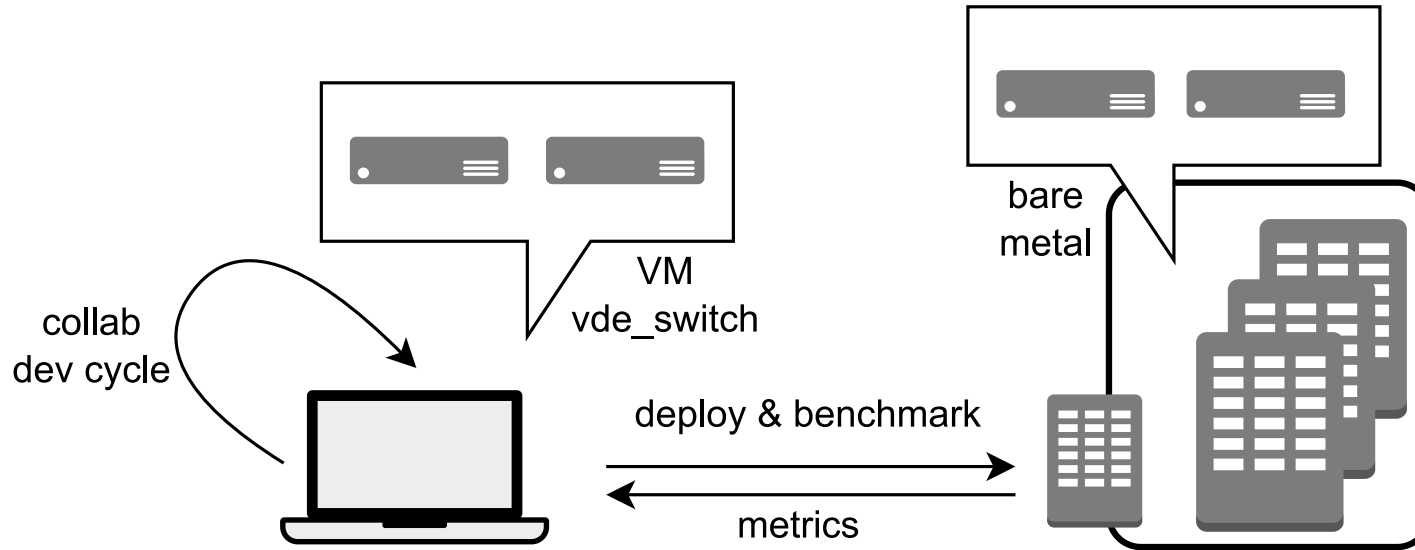 bare
metal
VM
vde_switch
collab
dev cycle
deploy & benchmark
metrics